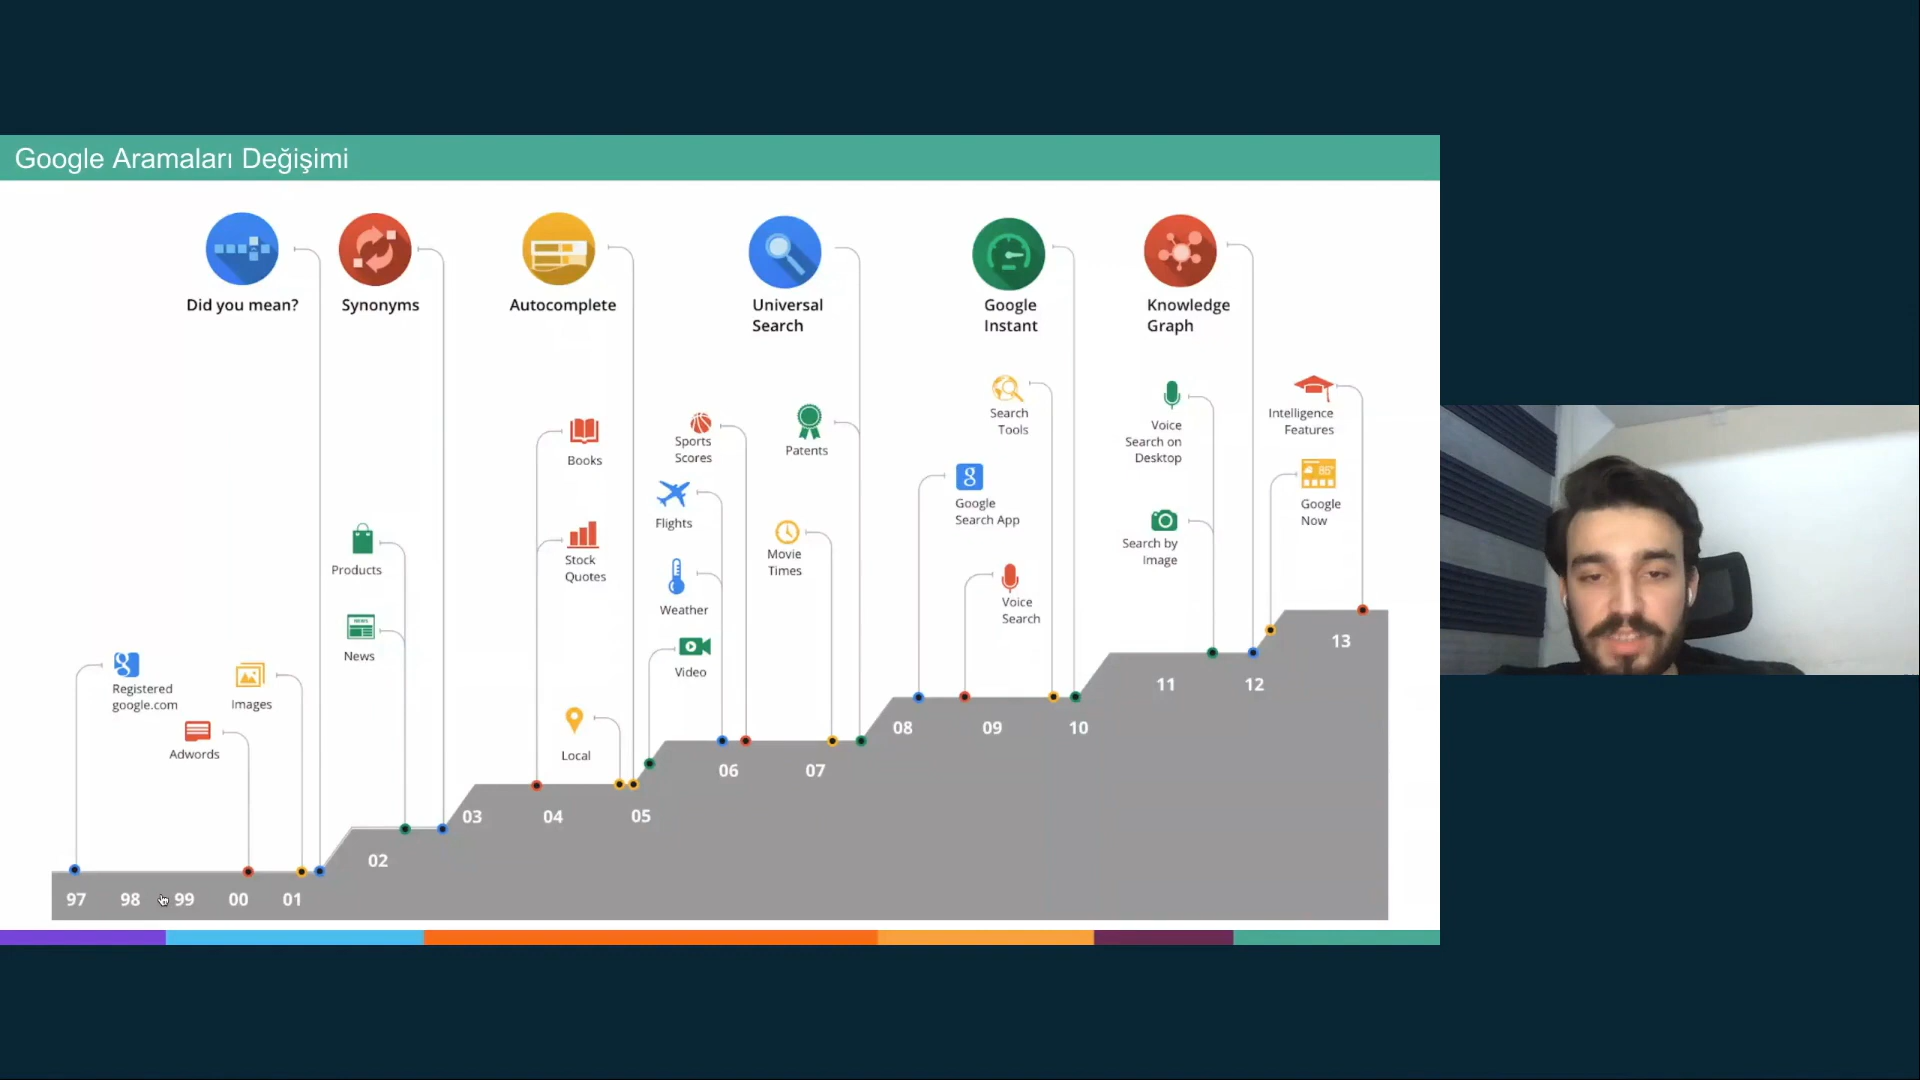 Google Aramaları Değişimi
Did you mean?
Synonyms
Autocomplete
Universal
Search
Google
Instant
Knowledge
Graph
Registered
google.com
Adwords
Images
Products
NEWS
News
Books
Stock
Quotes
Local
Sports
Scores
Flights
Weather
Video
Patents
Movie
Times
Search
Tools
g
Google
Search App
Voice
Search
Voice
Search on
Desktop
Search by
Image
Intelligence
Features
86°
Google
Now
97
98
99
00
01
02
03
04
05
06
07
08
09
10
11
12
13